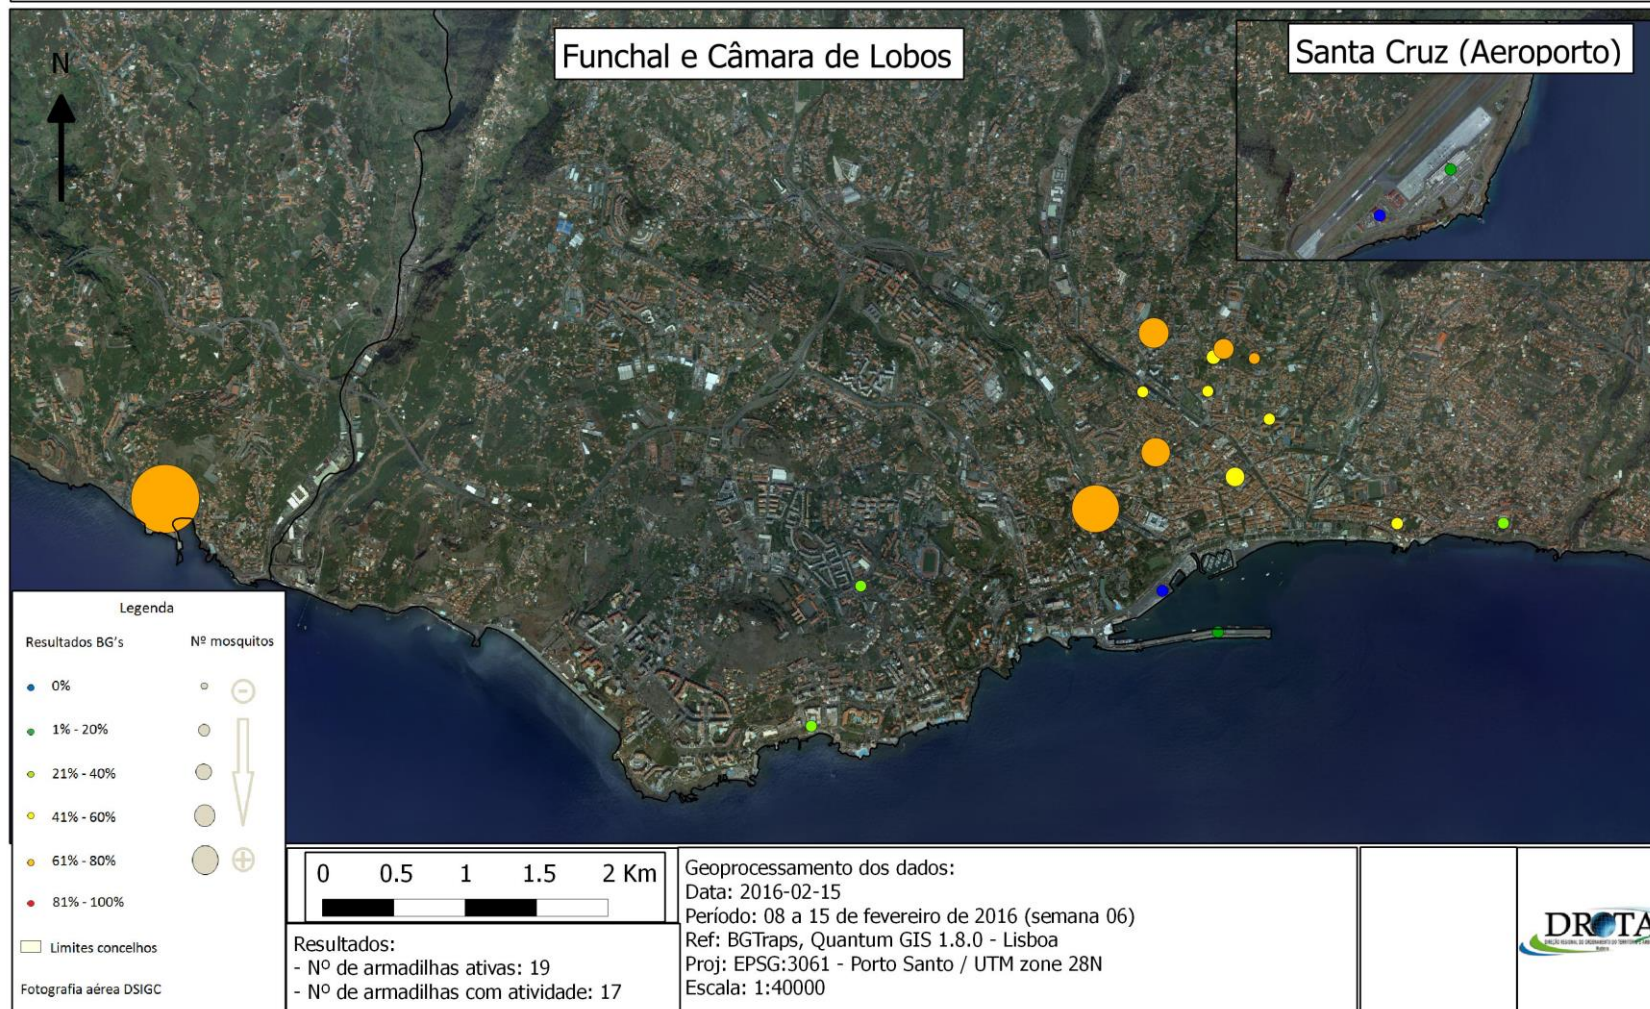 Funchal e Câmara de Lobos
Santa Cruz (Aeroporto)
N
Legenda
Resultados BG's
Nº mosquitos
0%
1% - 20%
21% - 40%
41% - 60%
61% - 80%
81% - 100%
Limites concelhos
Fotografia aérea DSIGC
0 0.5 1 1.5 2 Km
Resultados:
- Nº de armadilhas ativas: 19
- Nº de armadilhas com atividade: 17
Geoprocessamento dos dados:
Data: 2016-02-15
Período: 08 a 15 de fevereiro de 2016 (semana 06)
Ref: BGTraps, Quantum GIS 1.8.0 - Lisboa
Proj: EPSG:3061 - Porto Santo / UTM zone 28N
Escala: 1:40000
DROTA